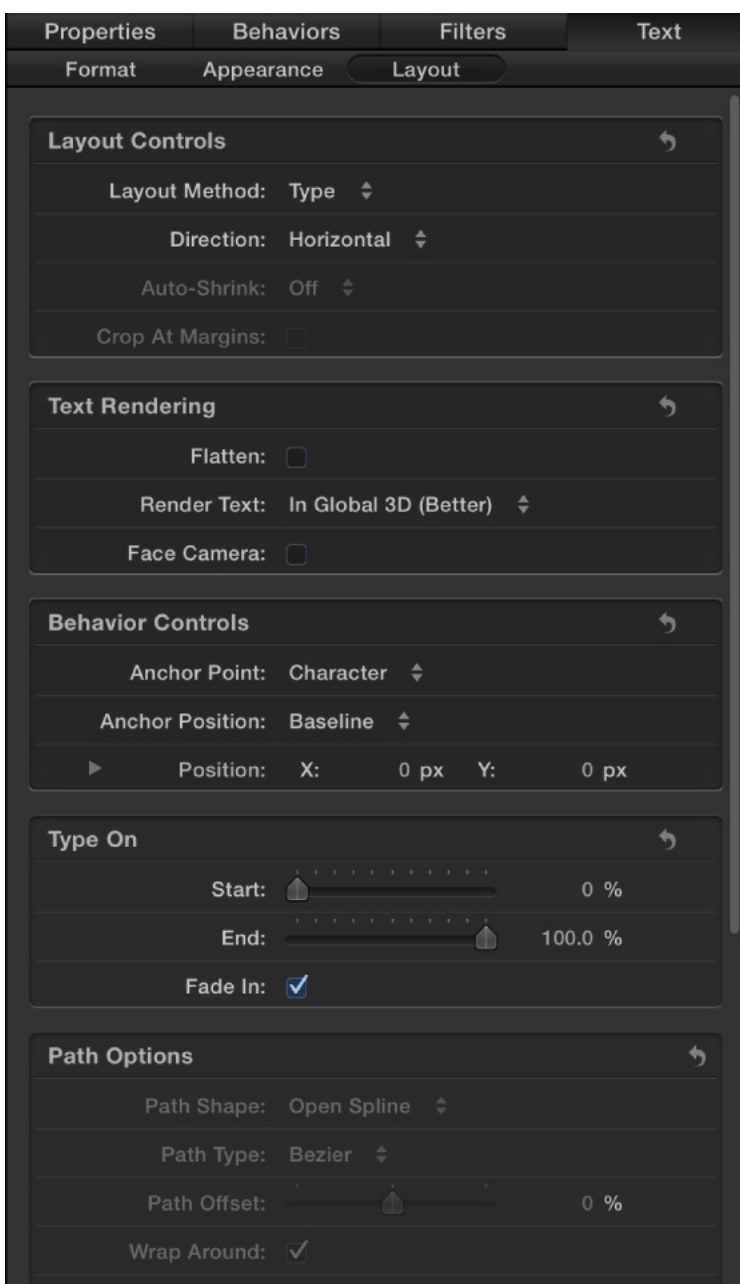 Properties Behaviors Filters Text
Format Appearance Layout
Layout Controls
Layout Method: Type
Direction: Horizontal
Auto-Shrink: Off
Crop At Margins:
Text Rendering
Flatten:
Render Text: In Global 3D (Better)
Face Camera:
Behavior Controls
Anchor Point: Character
Anchor Position: Baseline
Position: X: 0 px Y: 0 px
Type On
Start: 0 %
End: 100.0 %
Fade In:
Path Options
Path Shape: Open Spline
Path Type: Bezier
Path Offset: 0 %
Wrap Around: